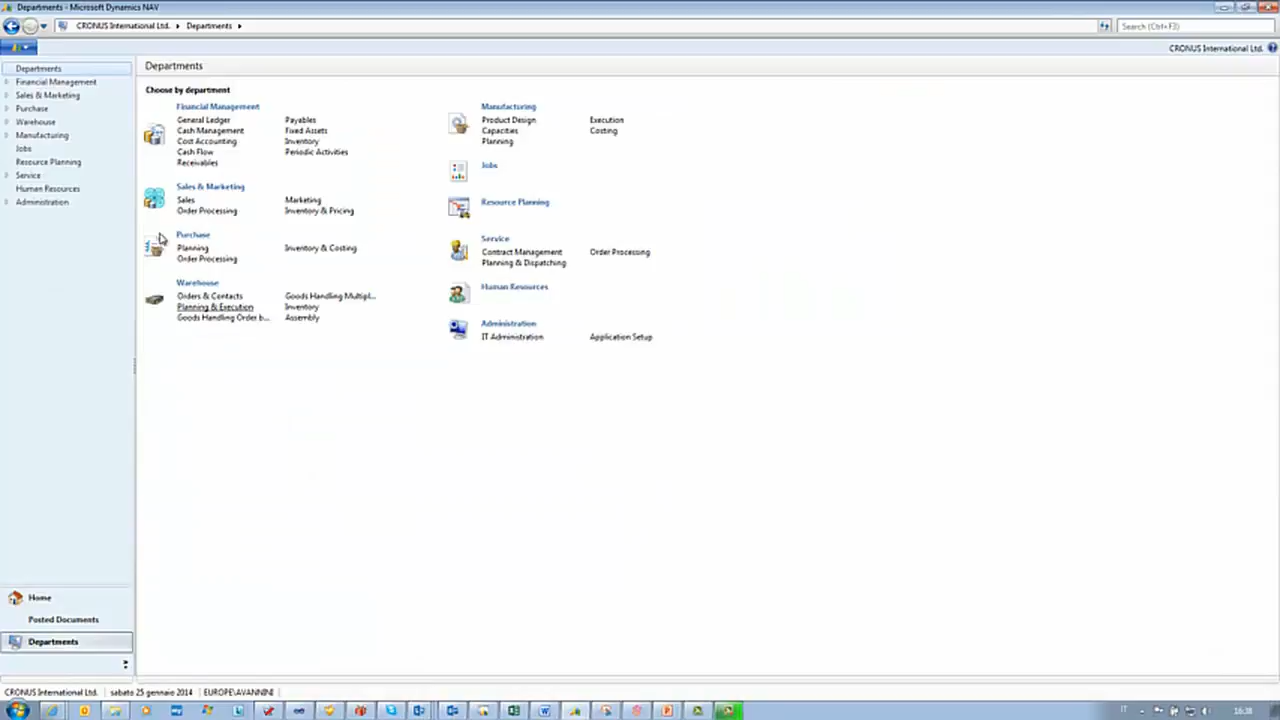 Departments - Microsoft Dynamics NAV
CRONUS International Ltd. Departments
Search (Ctrl+F3)
CRONUS International Ltd.
Departments
Financial Management
Sales & Marketing
Purchase
Warehouse
Manufacturing
Jobs
Resource Planning
Service
Human Resources
Administration
Home
Posted Documents
Departments
Departments
Choose by department
Financial Management
General Ledger Payables
Cash Management Fixed Assets
Cost Accounting Inventory
Cash Flow Periodic Activities
Receivables
Sales & Marketing
Sales Marketing
Order Processing Inventory & Pricing
Purchase
Planning Inventory & Costing
Order Processing
Warehouse
Orders & Contacts Goods Handling Multipl...
Planning & Execution Inventory
Goods Handling Order b... Assembly
Manufacturing
Product Design Execution
Capacities Costing
Planning
Jobs
Resource Planning
Service
Contract Management Order Processing
Planning & Dispatching
Human Resources
Administration
IT Administration Application Setup
CRONUS International Ltd. sabato 25 gennaio 2014 EUROPE\AVANNINI
IT 16:38